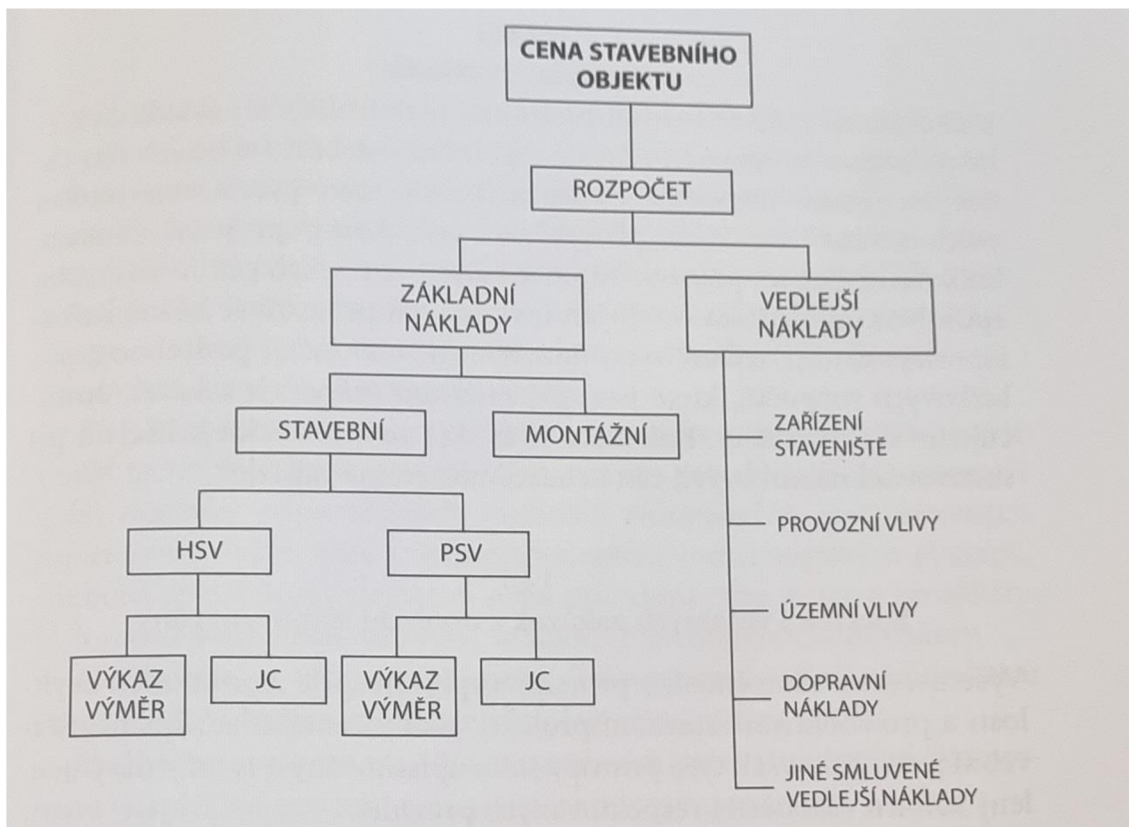 CENA STAVEBNÍHO
OBJEKTU
ROZPOČET
ZÁKLADNÍ
NÁKLADY
VEDLEJŠÍ
NÁKLADY
STAVEBNÍ
MONTÁŽNÍ
ZAŘÍZENÍ
STAVENIŠTĚ
HSV
PSV
PROVOZNÍ VLIVY
ÚZEMNÍ VLIVY
VÝKAZ
VÝMĚR
JC
VÝKAZ
VÝMĚR
JC
DOPRAVNÍ
NÁKLADY
JINÉ SMLUVENÉ
VEDLEJŠÍ NÁKLADY